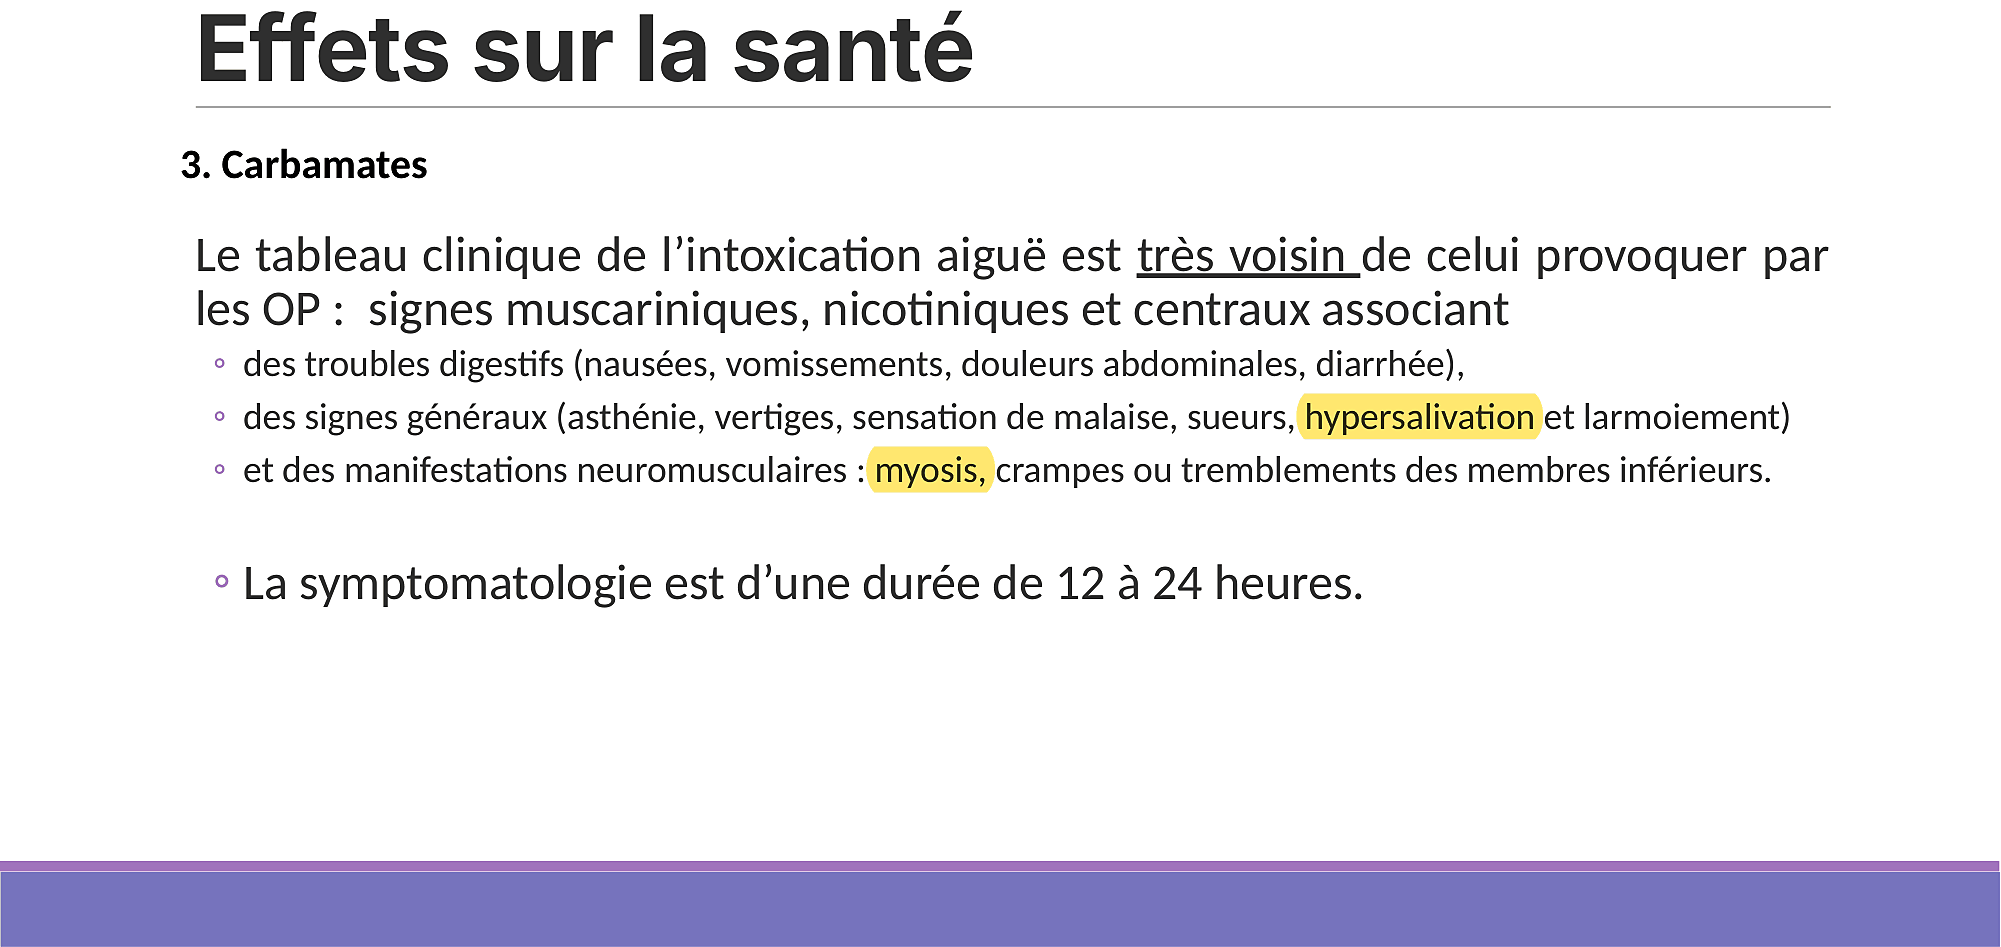 Effets sur la santé
3. Carbamates
Le tableau clinique de l’intoxication aiguë est très voisin de celui provoquer par
les OP :  signes muscariniques, nicotiniques et centraux associant
◦ des troubles digestifs (nausées, vomissements, douleurs abdominales, diarrhée),
◦ des signes généraux (asthénie, vertiges, sensation de malaise, sueurs, hypersalivation et larmoiement)
◦ et des manifestations neuromusculaires : myosis, crampes ou tremblements des membres inférieurs.
◦ La symptomatologie est d’une durée de 12 à 24 heures.